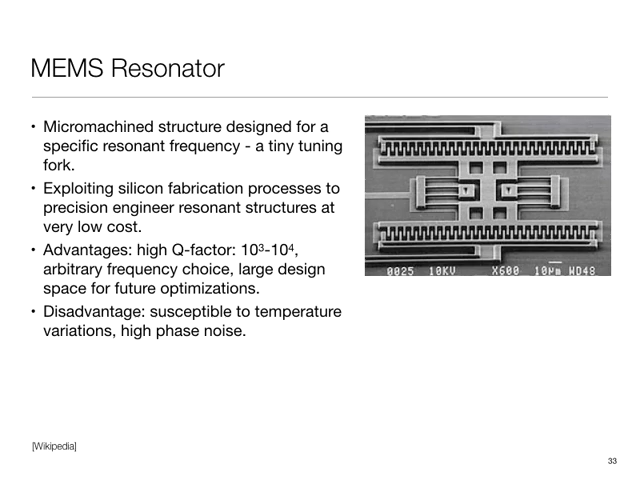 MEMS Resonator
• Micromachined structure designed for a
specific resonant frequency - a tiny tuning
fork.
• Exploiting silicon fabrication processes to
precision engineer resonant structures at
very low cost.
• Advantages: high Q-factor: 10³-10⁴,
arbitrary frequency choice, large design
space for future optimizations.
• Disadvantage: susceptible to temperature
variations, high phase noise.
0025 10KV X600 10µm WD48
[Wikipedia]
33